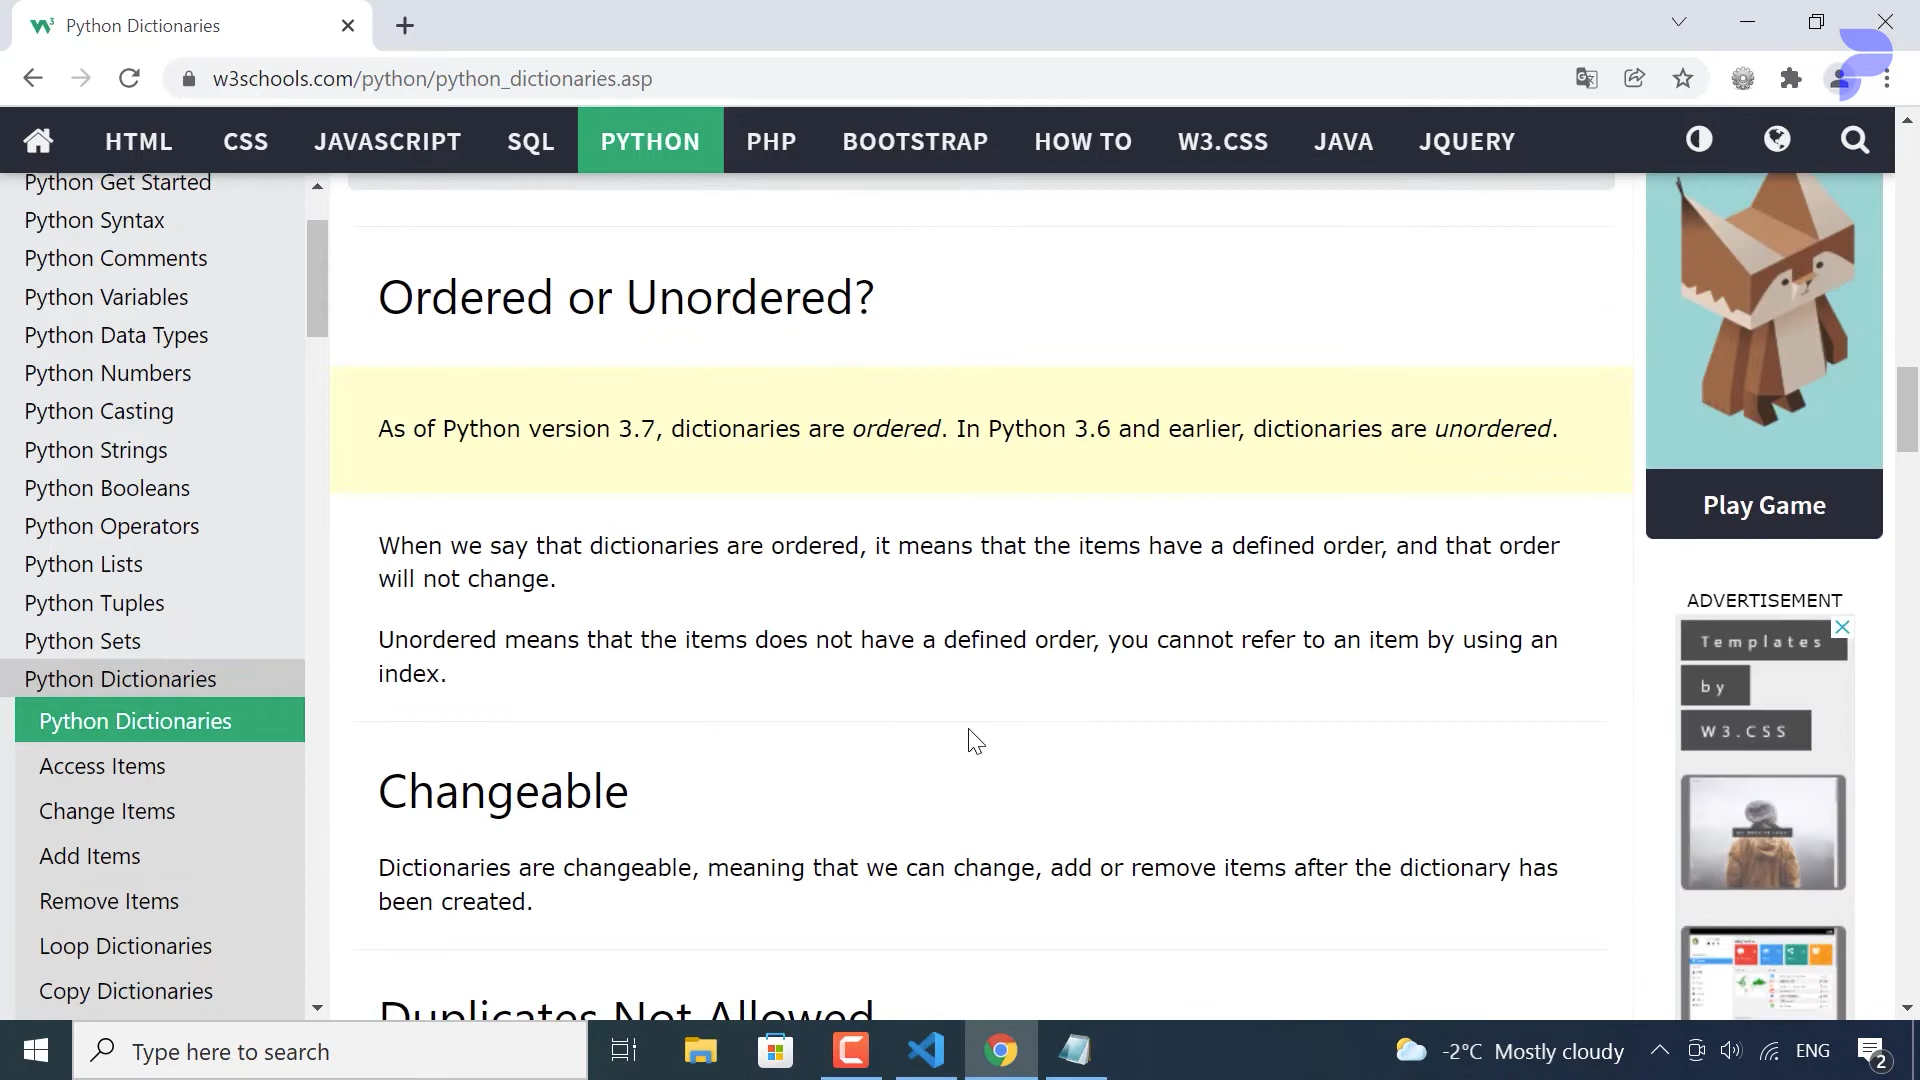 Python Dictionaries
w3schools.com/python/python_dictionaries.asp
HTML CSS JAVASCRIPT SQL PYTHON PHP BOOTSTRAP HOW TO W3.CSS JAVA JQUERY
Python Get Started
Python Syntax
Python Comments
Python Variables
Python Data Types
Python Numbers
Python Casting
Python Strings
Python Booleans
Python Operators
Python Lists
Python Tuples
Python Sets
Python Dictionaries
Python Dictionaries
Access Items
Change Items
Add Items
Remove Items
Loop Dictionaries
Copy Dictionaries
Ordered or Unordered?
As of Python version 3.7, dictionaries are ordered. In Python 3.6 and earlier, dictionaries are unordered.
When we say that dictionaries are ordered, it means that the items have a defined order, and that order
will not change.
Unordered means that the items does not have a defined order, you cannot refer to an item by using an
index.
Changeable
Dictionaries are changeable, meaning that we can change, add or remove items after the dictionary has
been created.
Duplicates Not Allowed
Play Game
ADVERTISEMENT
Templates
by
W3.CSS
Type here to search
-2°C Mostly cloudy
ENG
2